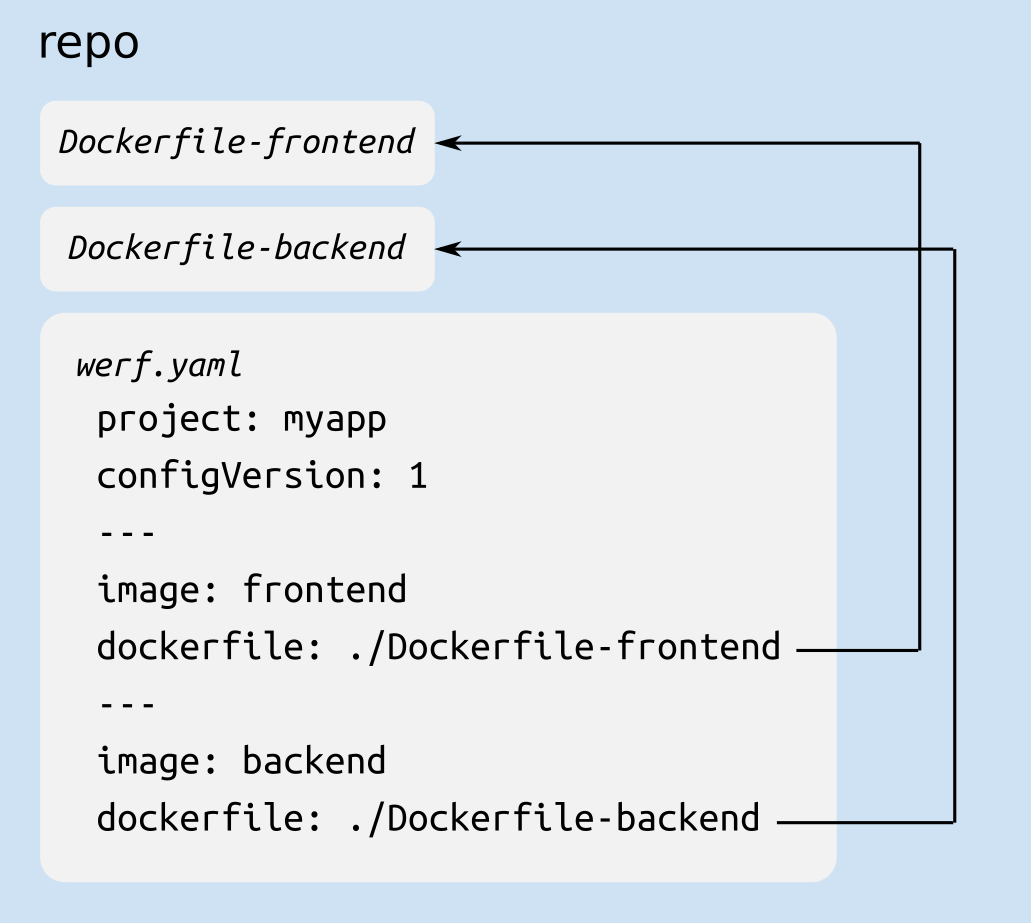 repo
Dockerfile-frontend
Dockerfile-backend
werf.yaml
project: myapp
configVersion: 1
---
image: frontend
dockerfile: ./Dockerfile-frontend
---
image: backend
dockerfile: ./Dockerfile-backend